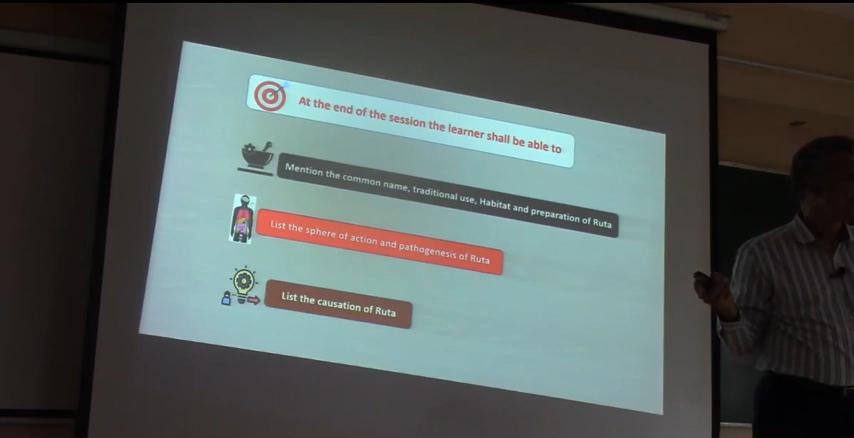 At the end of the session the learner shall be able to
Mention the common name, traditional use, Habitat and preparation of Ruta
List the sphere of action and pathogenesis of Ruta
List the causation of Ruta